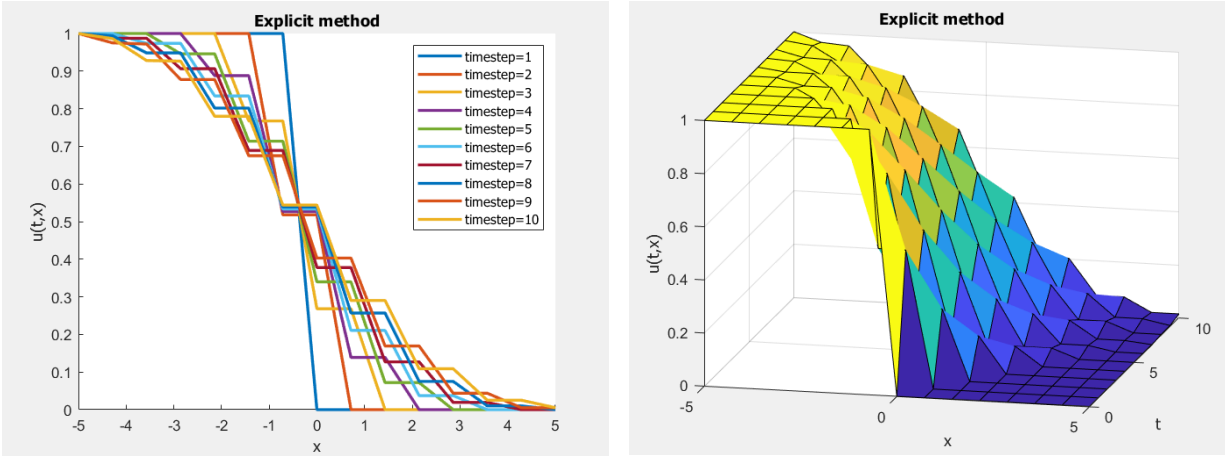 Explicit method
1
0.9
0.8
0.7
0.6
0.5
0.4
0.3
0.2
0.1
0
u(t,x)
-5 -4 -3 -2 -1 0 1 2 3 4 5
x
timestep=1
timestep=2
timestep=3
timestep=4
timestep=5
timestep=6
timestep=7
timestep=8
timestep=9
timestep=10
Explicit method
1
0.8
0.6
0.4
0.2
0
u(t,x)
-5 0 5
x
0 5 10
t